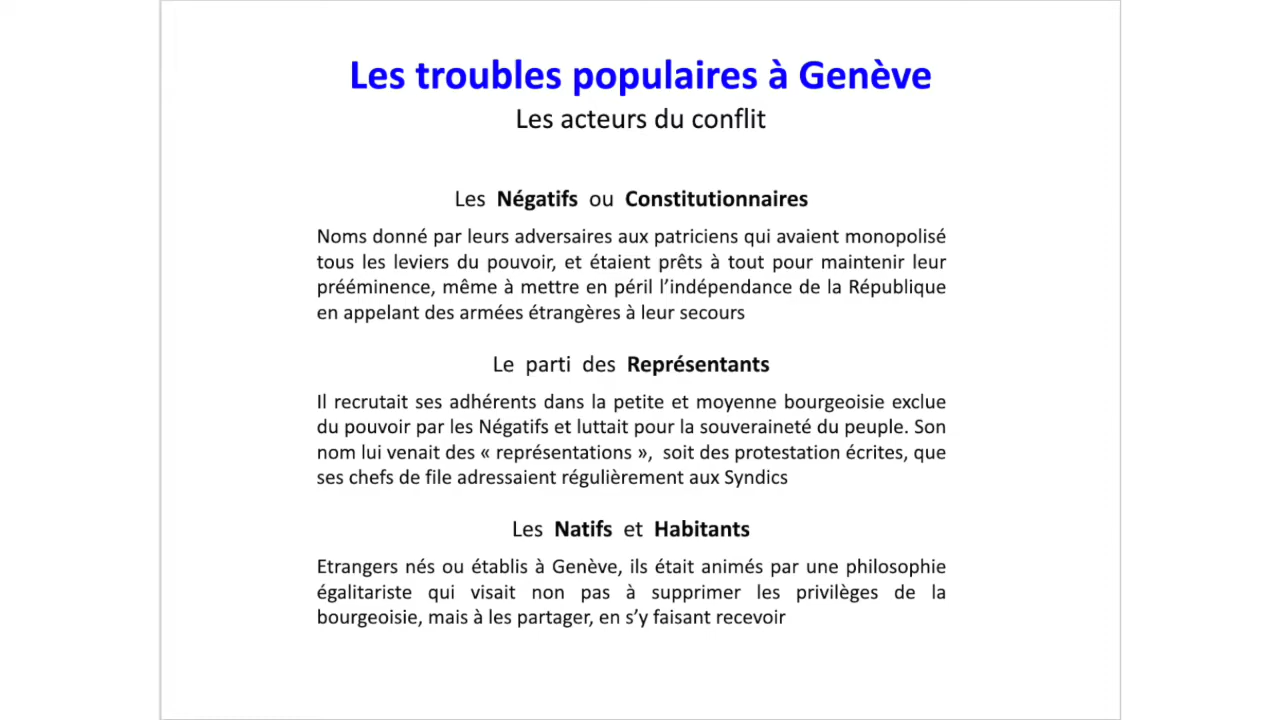 Les troubles populaires à Genève
Les acteurs du conflit
Les Négatifs ou Constitutionnaires
Noms donné par leurs adversaires aux patriciens qui avaient monopolisé
tous les leviers du pouvoir, et étaient prêts à tout pour maintenir leur
prééminence, même à mettre en péril l’indépendance de la République
en appelant des armées étrangères à leur secours
Le parti des Représentants
Il recrutait ses adhérents dans la petite et moyenne bourgeoisie exclue
du pouvoir par les Négatifs et luttait pour la souveraineté du peuple. Son
nom lui venait des « représentations », soit des protestation écrites, que
ses chefs de file adressaient régulièrement aux Syndics
Les Natifs et Habitants
Etrangers nés ou établis à Genève, ils était animés par une philosophie
égalitariste qui visait non pas à supprimer les privilèges de la
bourgeoisie, mais à les partager, en s’y faisant recevoir